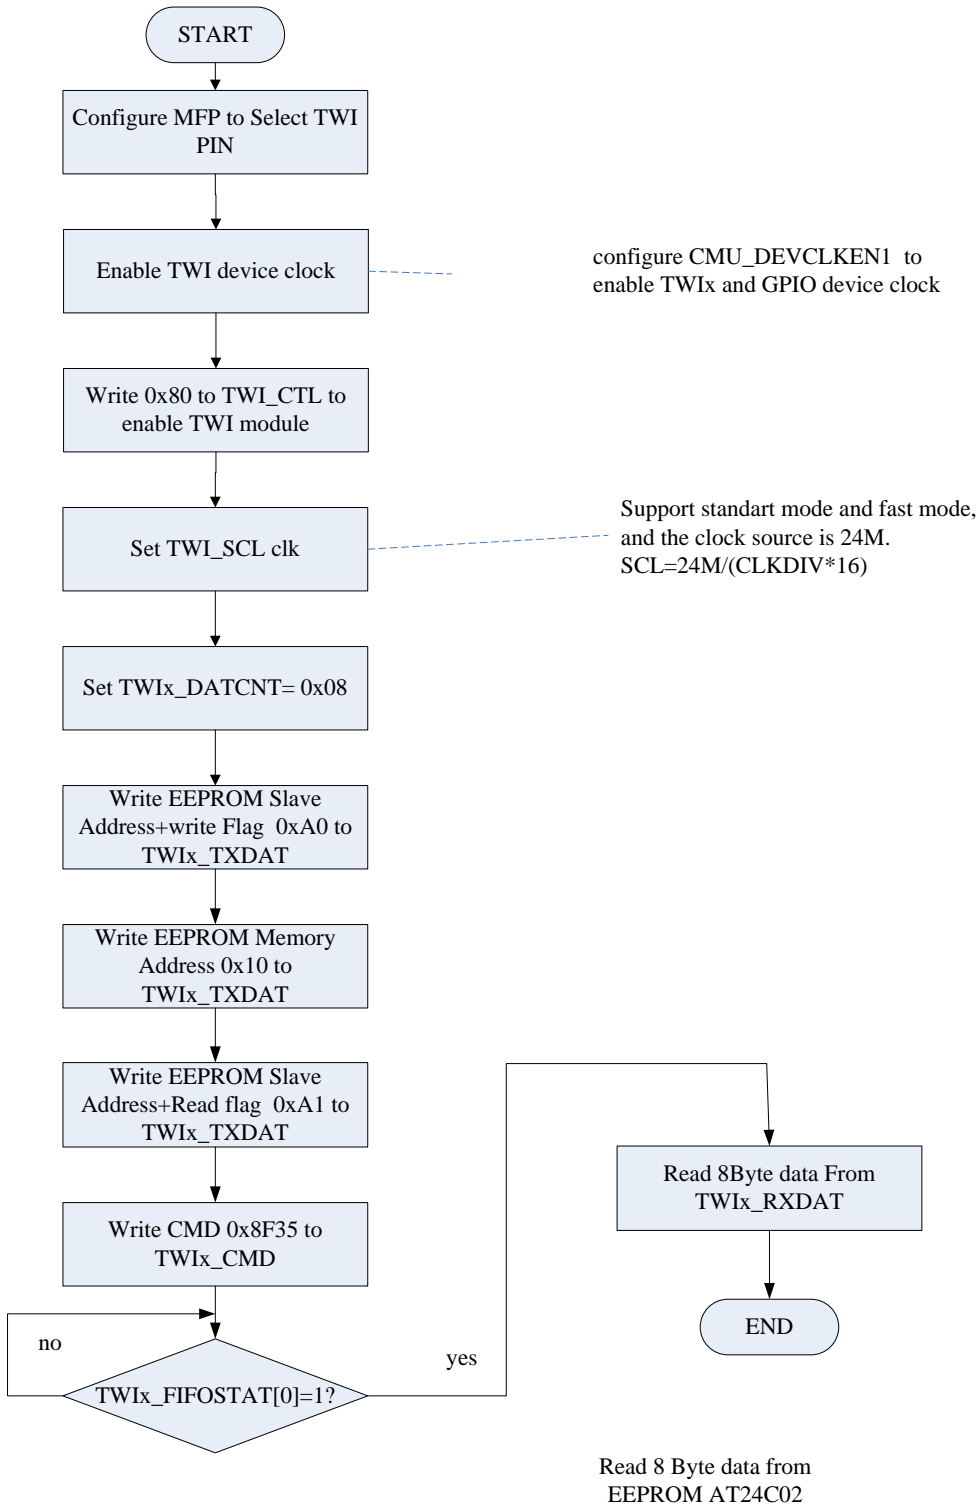 START
Configure MFP to Select TWI
PIN
Enable TWI device clock
configure CMU_DEVCLKEN1  to
enable TWIx and GPIO device clock
Write 0x80 to TWI_CTL to
enable TWI module
Set TWI_SCL clk
Support standart mode and fast mode,
and the clock source is 24M.
SCL=24M/(CLKDIV*16)
Set TWIx_DATCNT= 0x08
Write EEPROM Slave
Address+write Flag  0xA0 to
TWIx_TXDAT
Write EEPROM Memory
Address 0x10 to
TWIx_TXDAT
Write EEPROM Slave
Address+Read flag  0xA1 to
TWIx_TXDAT
Write CMD 0x8F35 to
TWIx_CMD
no
TWIx_FIFOSTAT[0]=1?
yes
Read 8Byte data From
TWIx_RXDAT
END
Read 8 Byte data from
EEPROM AT24C02